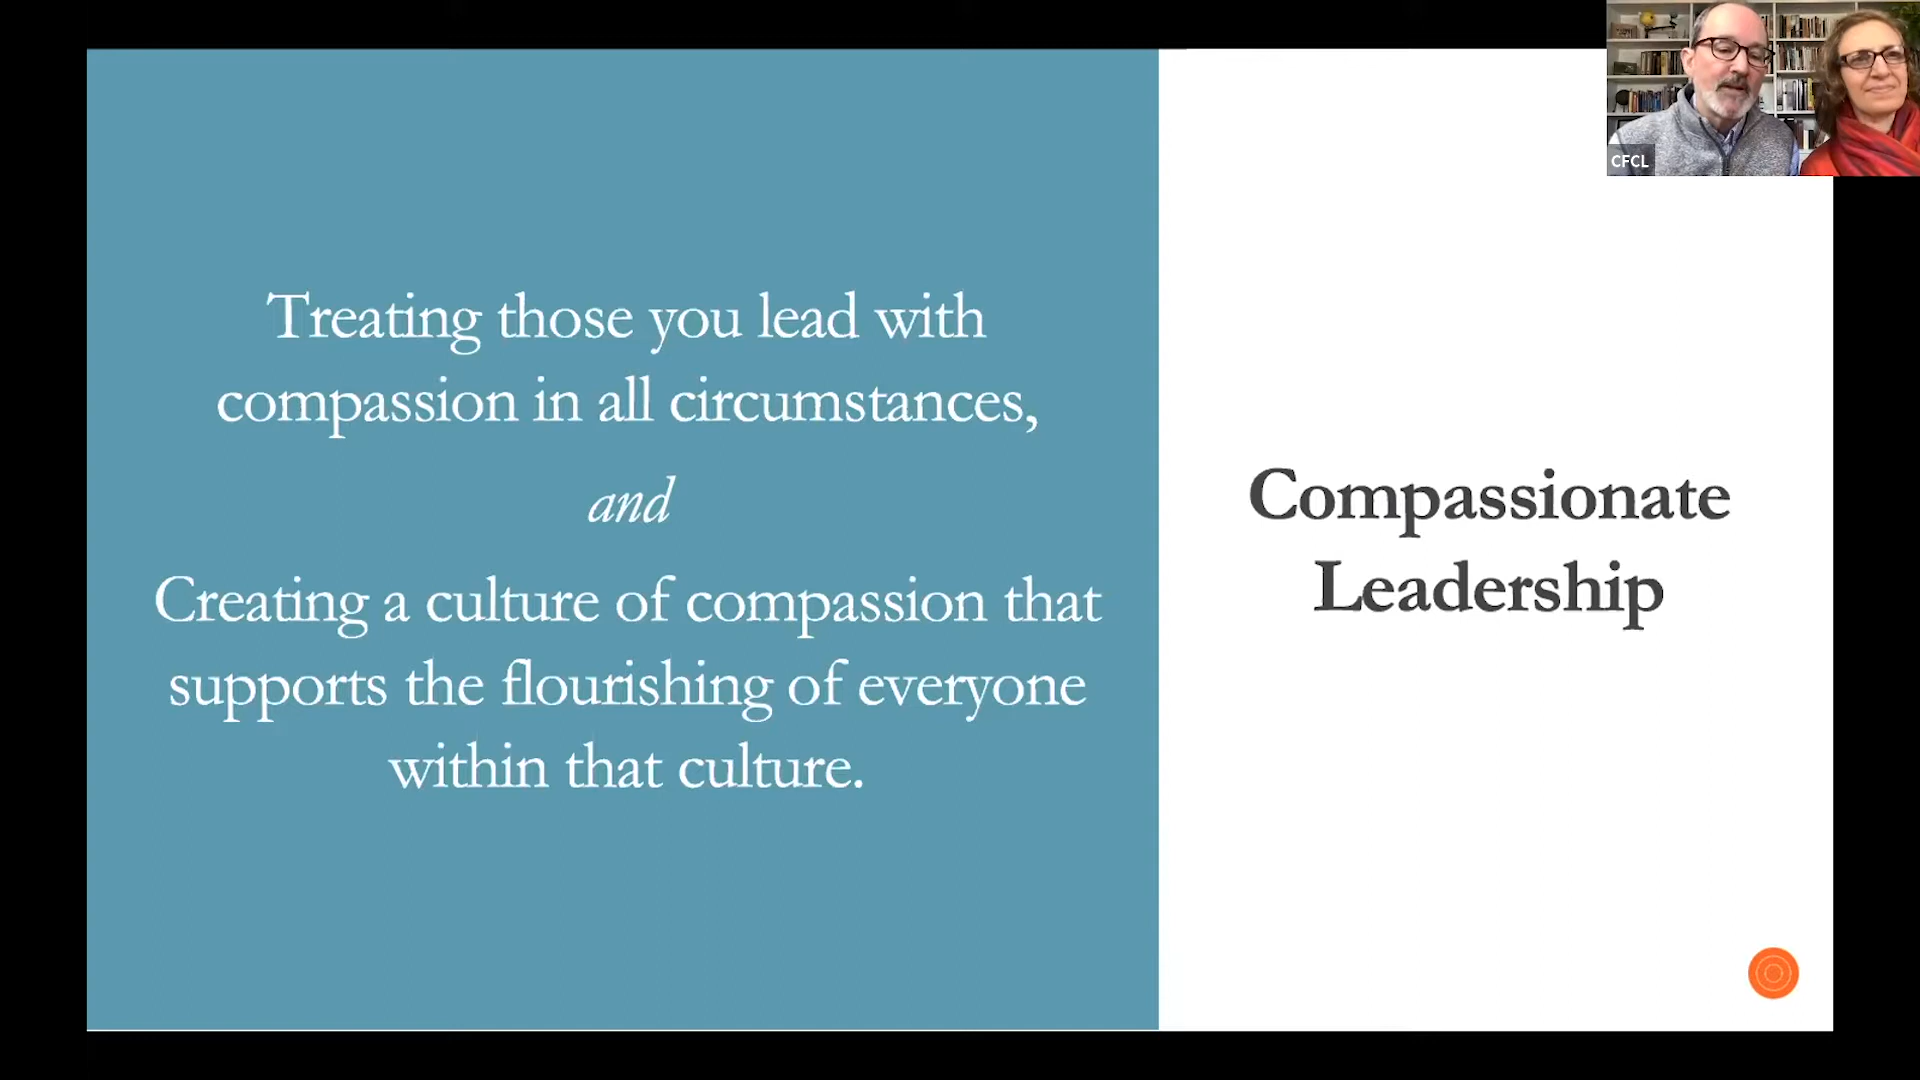 Treating those you lead with
compassion in all circumstances,
and
Creating a culture of compassion that
supports the flourishing of everyone
within that culture.
Compassionate
Leadership
CFCL